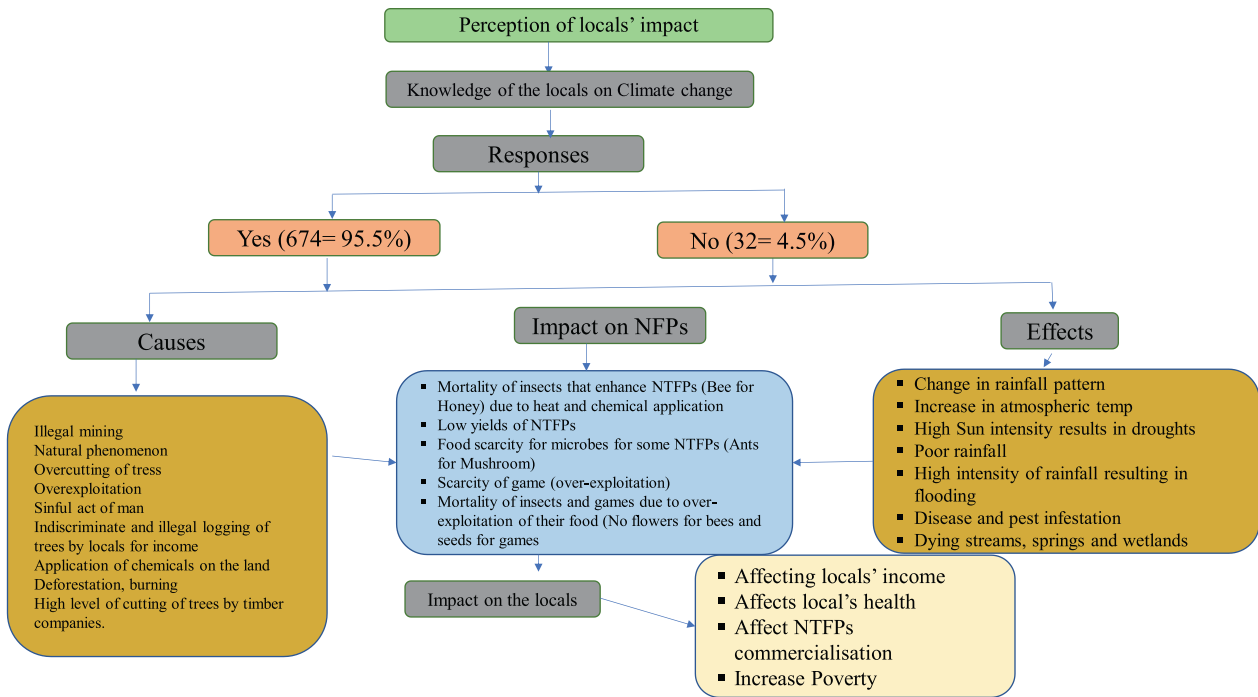 Perception of locals' impact
Knowledge of the locals on Climate change
Responses
Yes (674= 95.5%)
No (32= 4.5%)
Causes
Impact on NFPs
Effects
Illegal mining
Natural phenomenon
Overcutting of tress
Overexploitation
Sinful act of man
Indiscriminate and illegal logging of
trees by locals for income
Application of chemicals on the land
Deforestation, burning
High level of cutting of trees by timber
companies.
▪ Mortality of insects that enhance NTFPs (Bee for
Honey) due to heat and chemical application
▪ Low yields of NTFPs
▪ Food scarcity for microbes for some NTFPs (Ants
for Mushroom)
▪ Scarcity of game (over-exploitation)
▪ Mortality of insects and games due to over-
exploitation of their food (No flowers for bees and
seeds for games
▪ Change in rainfall pattern
▪ Increase in atmospheric temp
▪ High Sun intensity results in droughts
▪ Poor rainfall
▪ High intensity of rainfall resulting in
flooding
▪ Disease and pest infestation
▪ Dying streams, springs and wetlands
Impact on the locals
▪ Affecting locals' income
▪ Affects local's health
▪ Affect NTFPs
commercialisation
▪ Increase Poverty